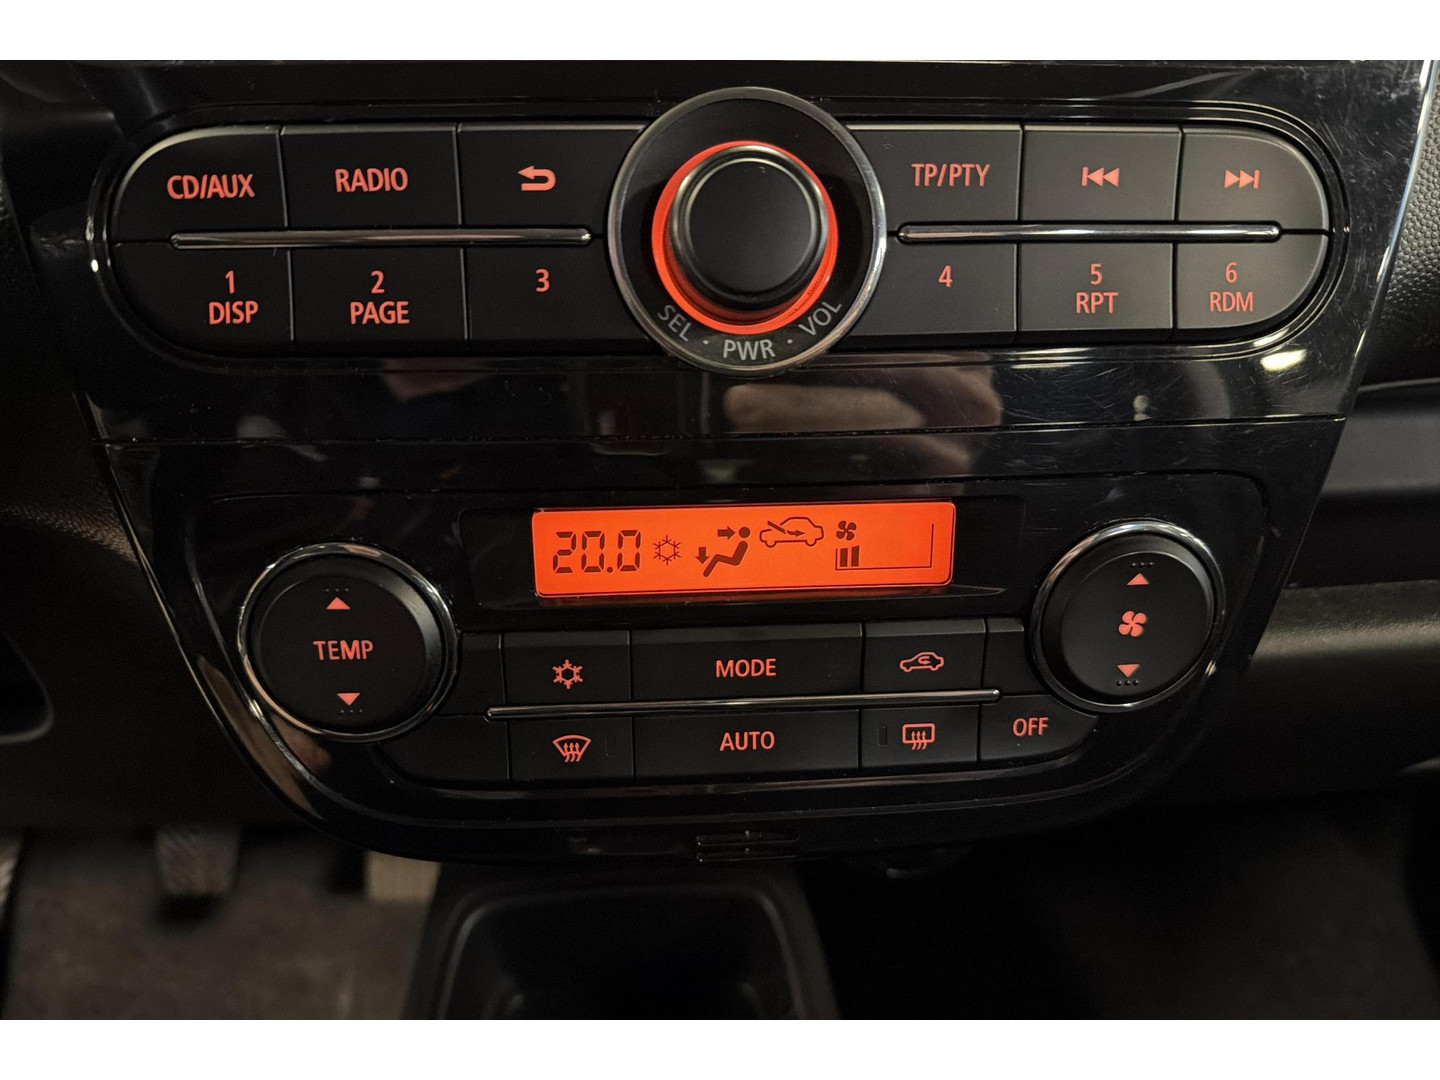 CD/AUX RADIO TP/PTY
1 2 3 4 5 6
DISP PAGE RPT RDM
SEL · PWR · VOL
20.0
TEMP MODE
AUTO OFF